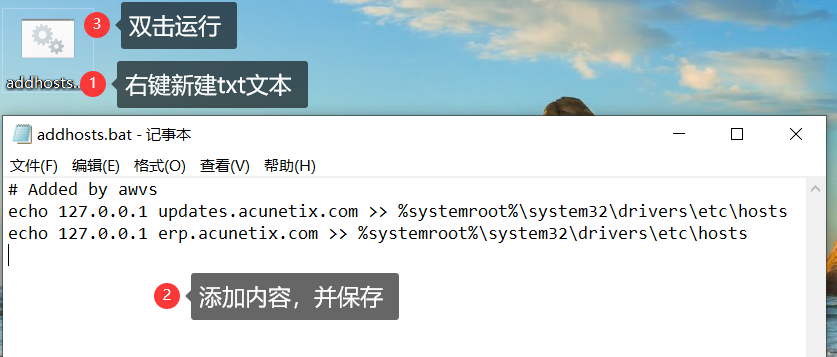 3 双击运行
addhosts....
1 右键新建txt文本
addhosts.bat - 记事本
文件(F) 编辑(E) 格式(O) 查看(V) 帮助(H)
# Added by awvs
echo 127.0.0.1 updates.acunetix.com >> %systemroot%\system32\drivers\etc\hosts
echo 127.0.0.1 erp.acunetix.com >> %systemroot%\system32\drivers\etc\hosts
2 添加内容，并保存